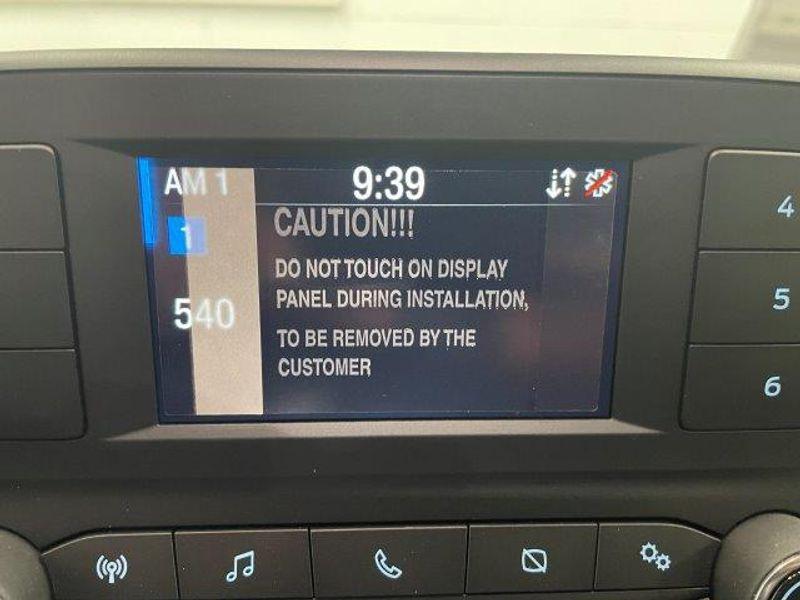 AM 1 9:39
1
CAUTION!!!
DO NOT TOUCH ON DISPLAY
PANEL DURING INSTALLATION,
540
TO BE REMOVED BY THE
CUSTOMER
4
5
6